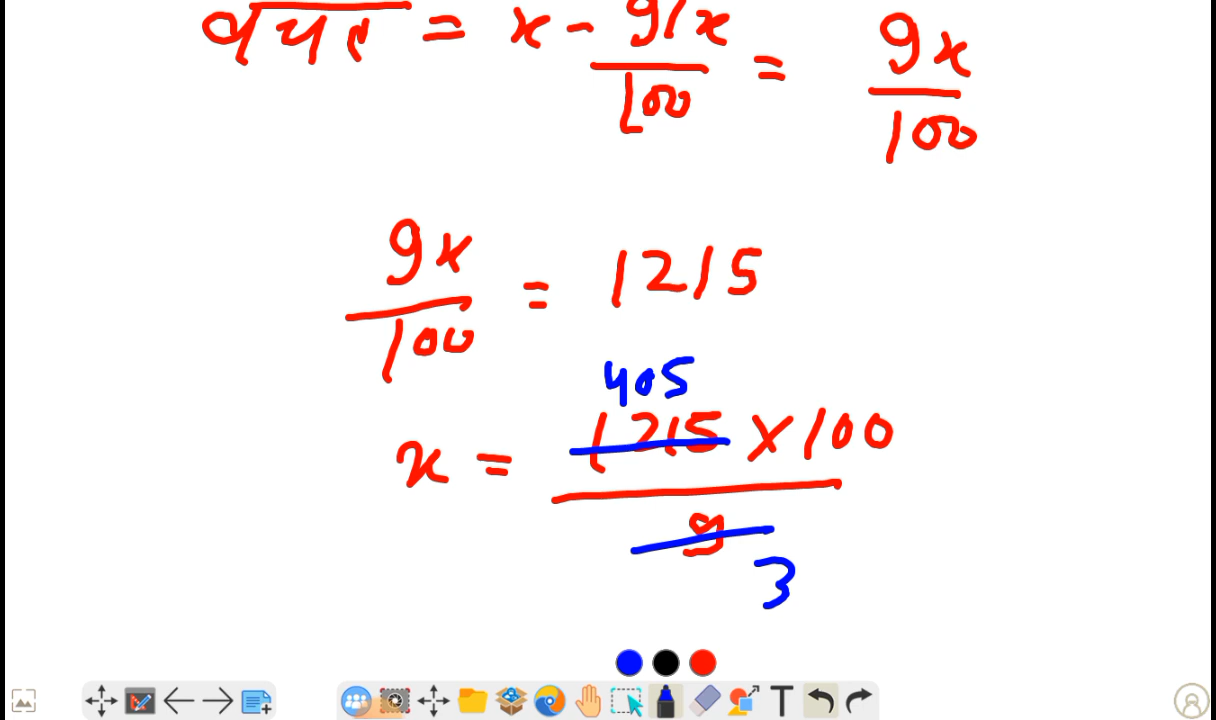 बचत = x - 91x/100 = 9x/100
9x/100 = 1215
405
x = 1215 X 100 / 9
3
T